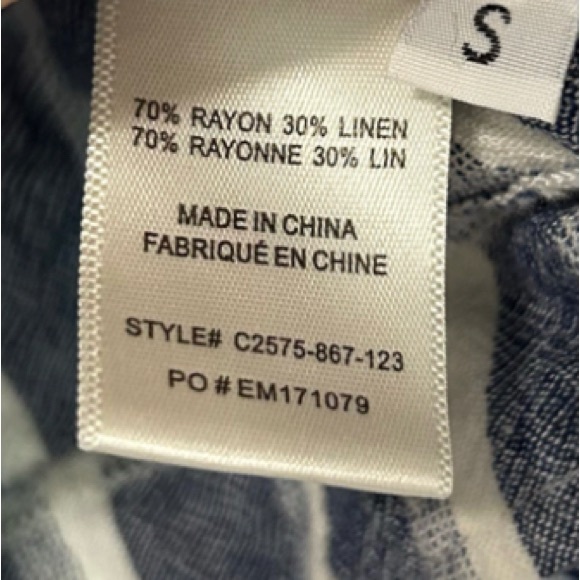 S
70% RAYON 30% LINEN
70% RAYONNE 30% LIN
MADE IN CHINA
FABRIQUÉ EN CHINE
STYLE# C2575-867-123
PO # EM171079